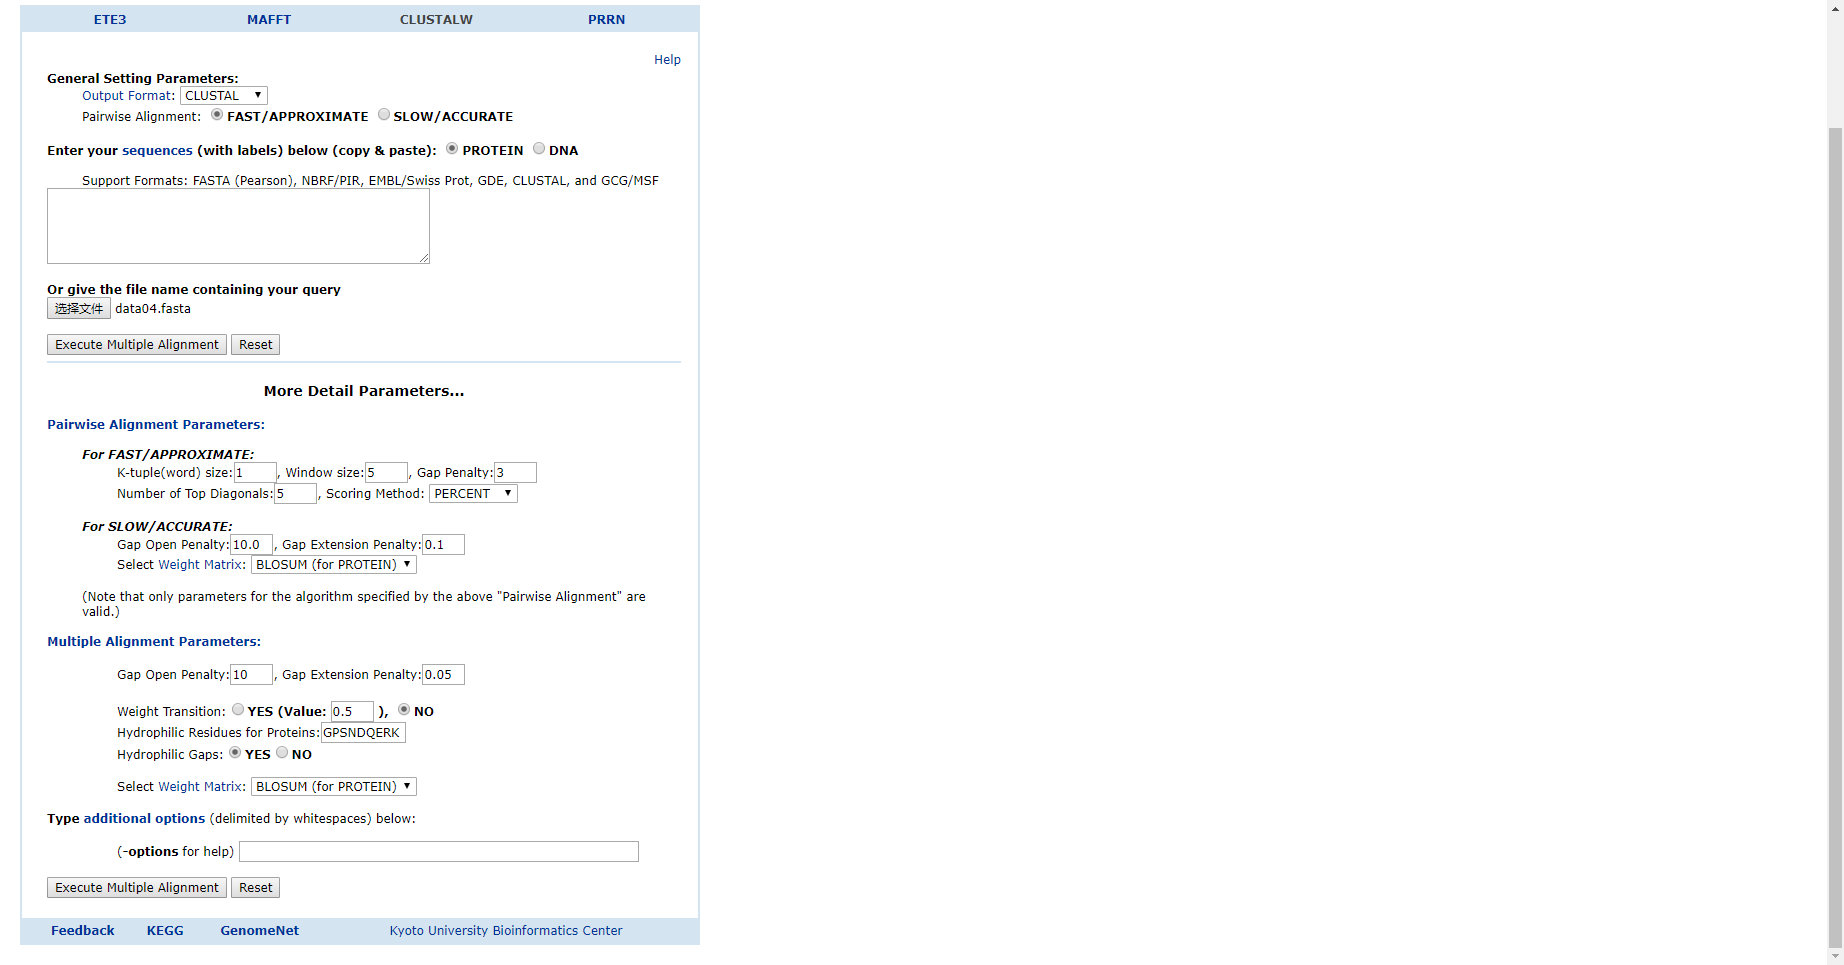 ETE3 MAFFT CLUSTALW PRRN
Help
General Setting Parameters:
Output Format: CLUSTAL
Pairwise Alignment: FAST/APPROXIMATE SLOW/ACCURATE
Enter your sequences (with labels) below (copy & paste): PROTEIN DNA
Support Formats: FASTA (Pearson), NBRF/PIR, EMBL/Swiss Prot, GDE, CLUSTAL, and GCG/MSF
Or give the file name containing your query
选择文件 data04.fasta
Execute Multiple Alignment Reset
More Detail Parameters...
Pairwise Alignment Parameters:
For FAST/APPROXIMATE:
K-tuple(word) size: 1 , Window size: 5 , Gap Penalty: 3
Number of Top Diagonals: 5 , Scoring Method: PERCENT
For SLOW/ACCURATE:
Gap Open Penalty: 10.0 , Gap Extension Penalty: 0.1
Select Weight Matrix: BLOSUM (for PROTEIN)
(Note that only parameters for the algorithm specified by the above "Pairwise Alignment" are
valid.)
Multiple Alignment Parameters:
Gap Open Penalty: 10 , Gap Extension Penalty: 0.05
Weight Transition: YES (Value: 0.5 ), NO
Hydrophilic Residues for Proteins: GPSNDQERK
Hydrophilic Gaps: YES NO
Select Weight Matrix: BLOSUM (for PROTEIN)
Type additional options (delimited by whitespaces) below:
(-options for help)
Execute Multiple Alignment Reset
Feedback KEGG GenomeNet Kyoto University Bioinformatics Center